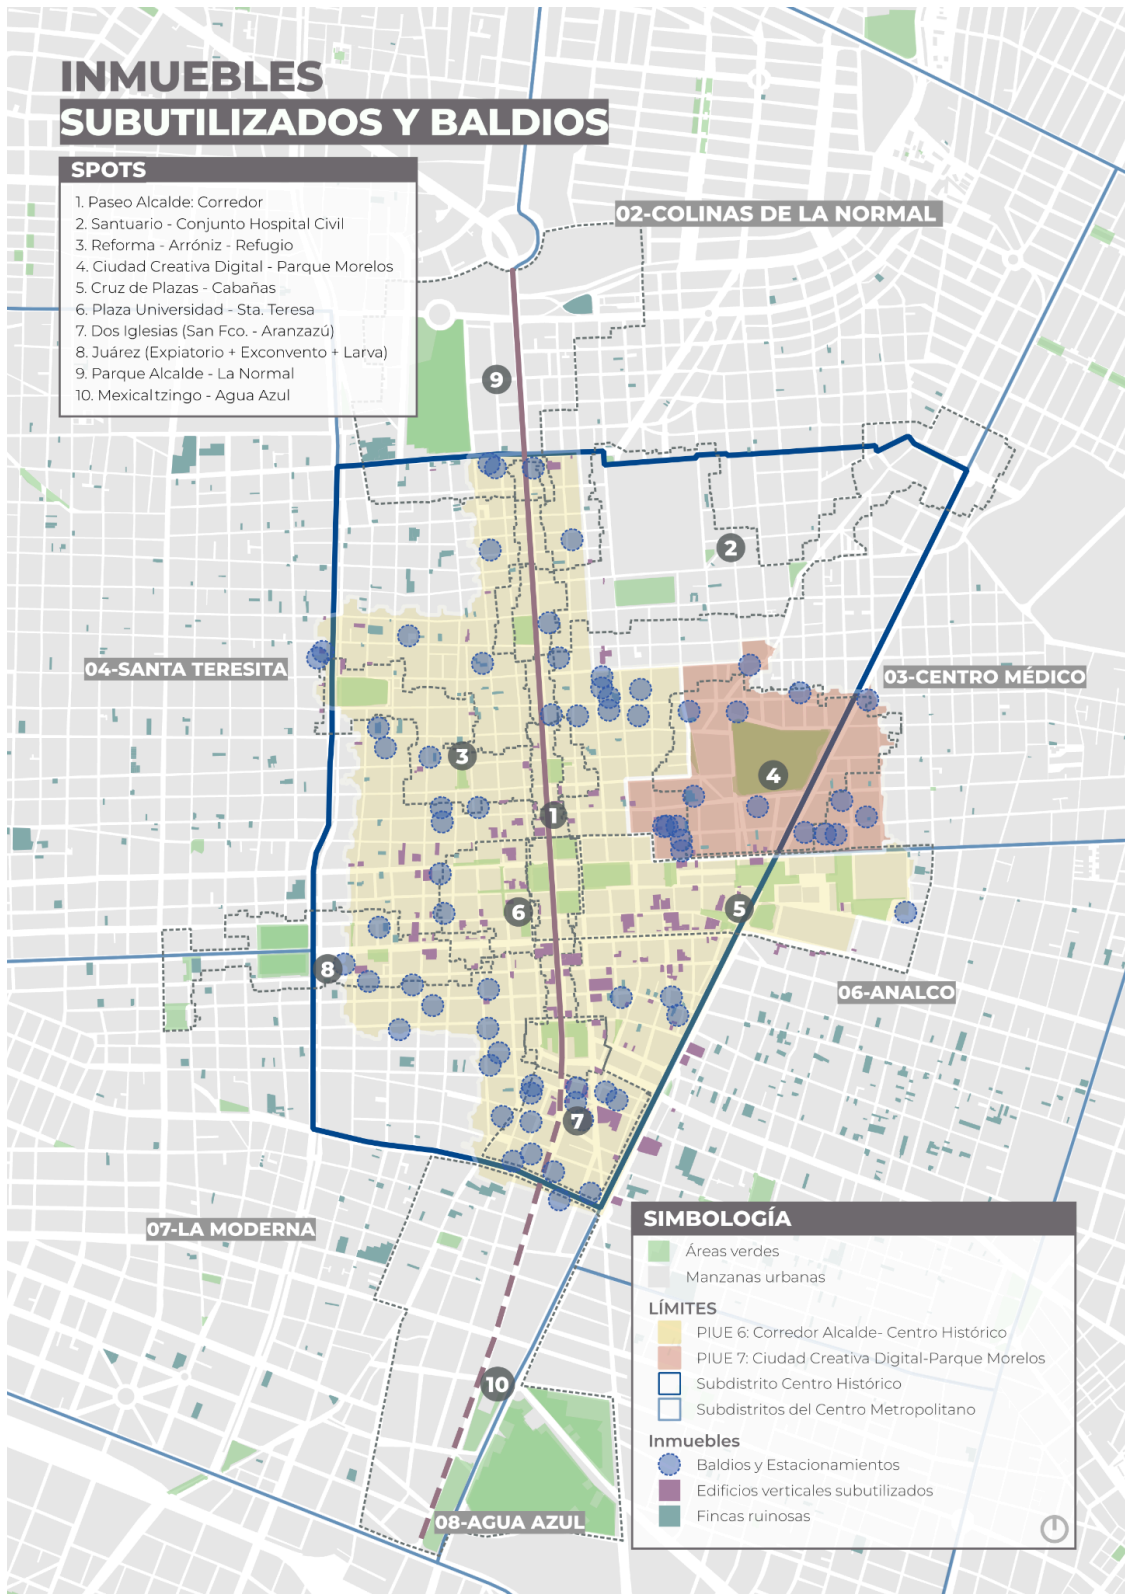 INMUEBLES
SUBUTILIZADOS Y BALDIOS
SPOTS
1. Paseo Alcalde: Corredor
2. Santuario - Conjunto Hospital Civil
3. Reforma - Arróniz - Refugio
4. Ciudad Creativa Digital - Parque Morelos
5. Cruz de Plazas - Cabañas
6. Plaza Universidad - Sta. Teresa
7. Dos Iglesias (San Fco. - Aranzazú)
8. Juárez (Expiatorio + Exconvento + Larva)
9. Parque Alcalde - La Normal
10. Mexicaltzingo - Agua Azul
02-COLINAS DE LA NORMAL
9
2
04-SANTA TERESITA
03-CENTRO MÉDICO
3
4
1
6
5
8
06-ANALCO
7
07-LA MODERNA
10
08-AGUA AZUL
SIMBOLOGÍA
Áreas verdes
Manzanas urbanas
LÍMITES
PIUE 6: Corredor Alcalde- Centro Histórico
PIUE 7: Ciudad Creativa Digital-Parque Morelos
Subdistrito Centro Histórico
Subdistritos del Centro Metropolitano
Inmuebles
Baldios y Estacionamientos
Edificios verticales subutilizados
Fincas ruinosas